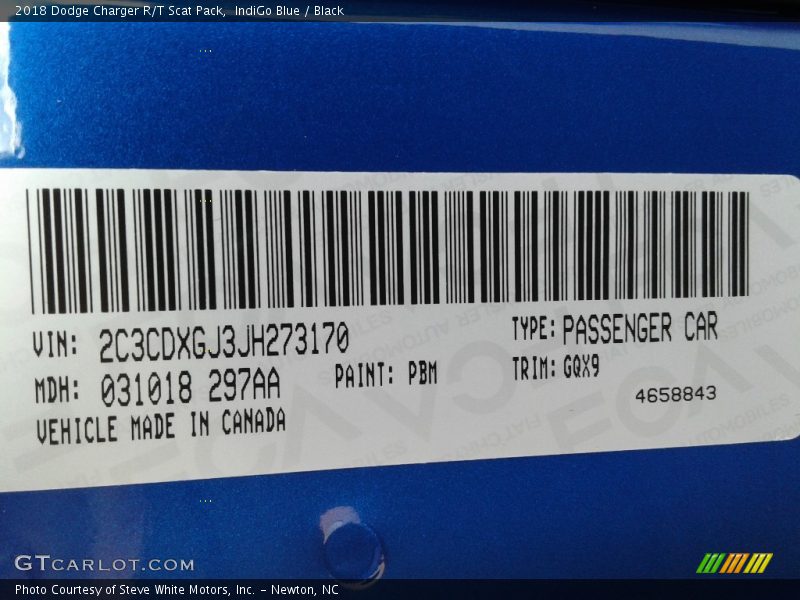 2018 Dodge Charger R/T Scat Pack,  IndiGo Blue / Black
VIN: 2C3CDXGJ3JH273170
TYPE: PASSENGER CAR
MDH: 031018 297AA
PAINT: PBM
TRIM: GQX9
4658843
VEHICLE MADE IN CANADA
GTCARLOT.COM
Photo Courtesy of Steve White Motors, Inc. – Newton, NC